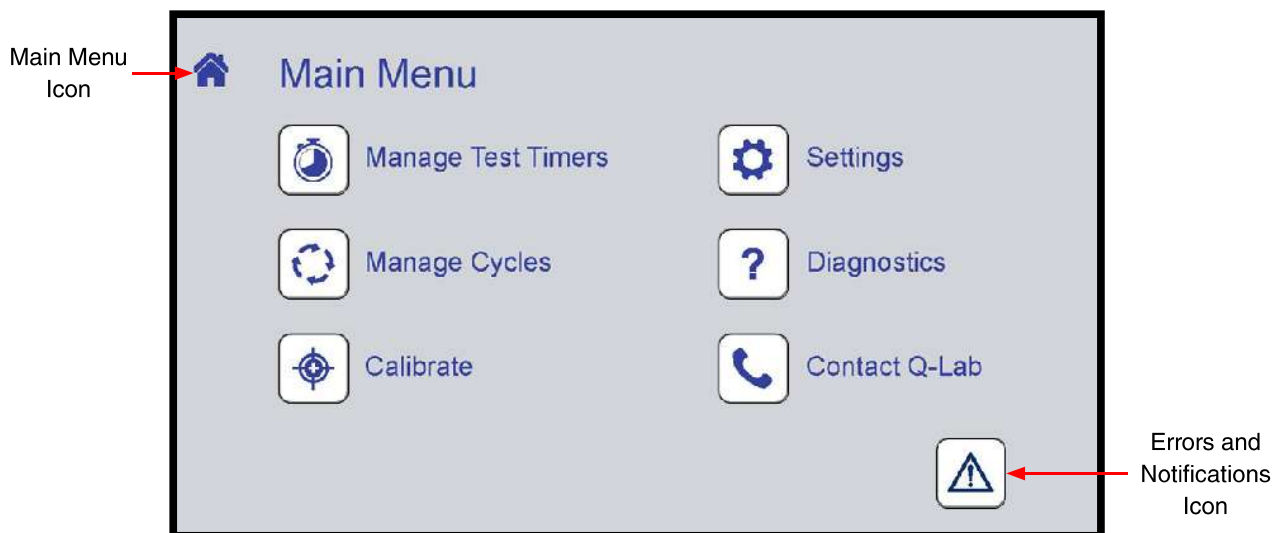 Main Menu
Icon
Main Menu
Manage Test Timers
Settings
Manage Cycles
?
Diagnostics
Calibrate
Contact Q-Lab
Errors and
Notifications
Icon